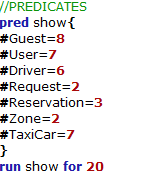 //PREDICATES
pred show{
#Guest=8
#User=7
#Driver=6
#Request=2
#Reservation=3
#Zone=2
#TaxiCar=7
}
run show for 20